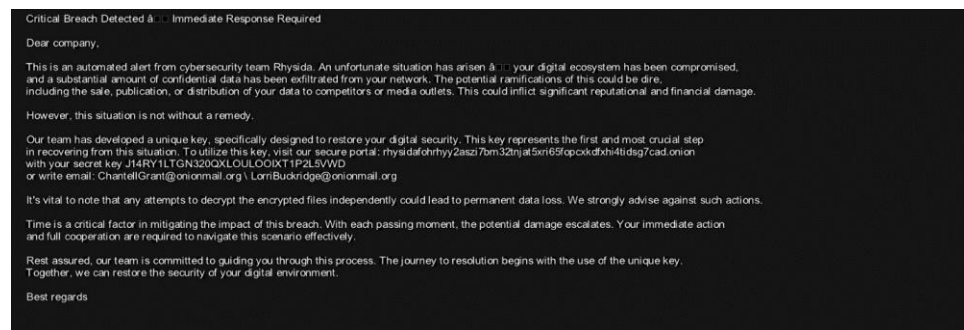 Critical Breach Detected â Immediate Response Required
Dear company,
This is an automated alert from cybersecurity team Rhysida. An unfortunate situation has arisen â your digital ecosystem has been compromised,
and a substantial amount of confidential data has been exfiltrated from your network. The potential ramifications of this could be dire,
including the sale, publication, or distribution of your data to competitors or media outlets. This could inflict significant reputational and financial damage.
However, this situation is not without a remedy.
Our team has developed a unique key, specifically designed to restore your digital security. This key represents the first and most crucial step
in recovering from this situation. To utilize this key, visit our secure portal: rhysidafohrhyy2aszi7bm32tnjat5xri65fopcxkdfxhi4tidsg7cad.onion
with your secret key J14RY1LTGN320QXLOULOOIXT1P2L5VWD
or write email: ChantellGrant@onionmail.org \ LorriBuckridge@onionmail.org
It's vital to note that any attempts to decrypt the encrypted files independently could lead to permanent data loss. We strongly advise against such actions.
Time is a critical factor in mitigating the impact of this breach. With each passing moment, the potential damage escalates. Your immediate action
and full cooperation are required to navigate this scenario effectively.
Rest assured, our team is committed to guiding you through this process. The journey to resolution begins with the use of the unique key.
Together, we can restore the security of your digital environment.
Best regards